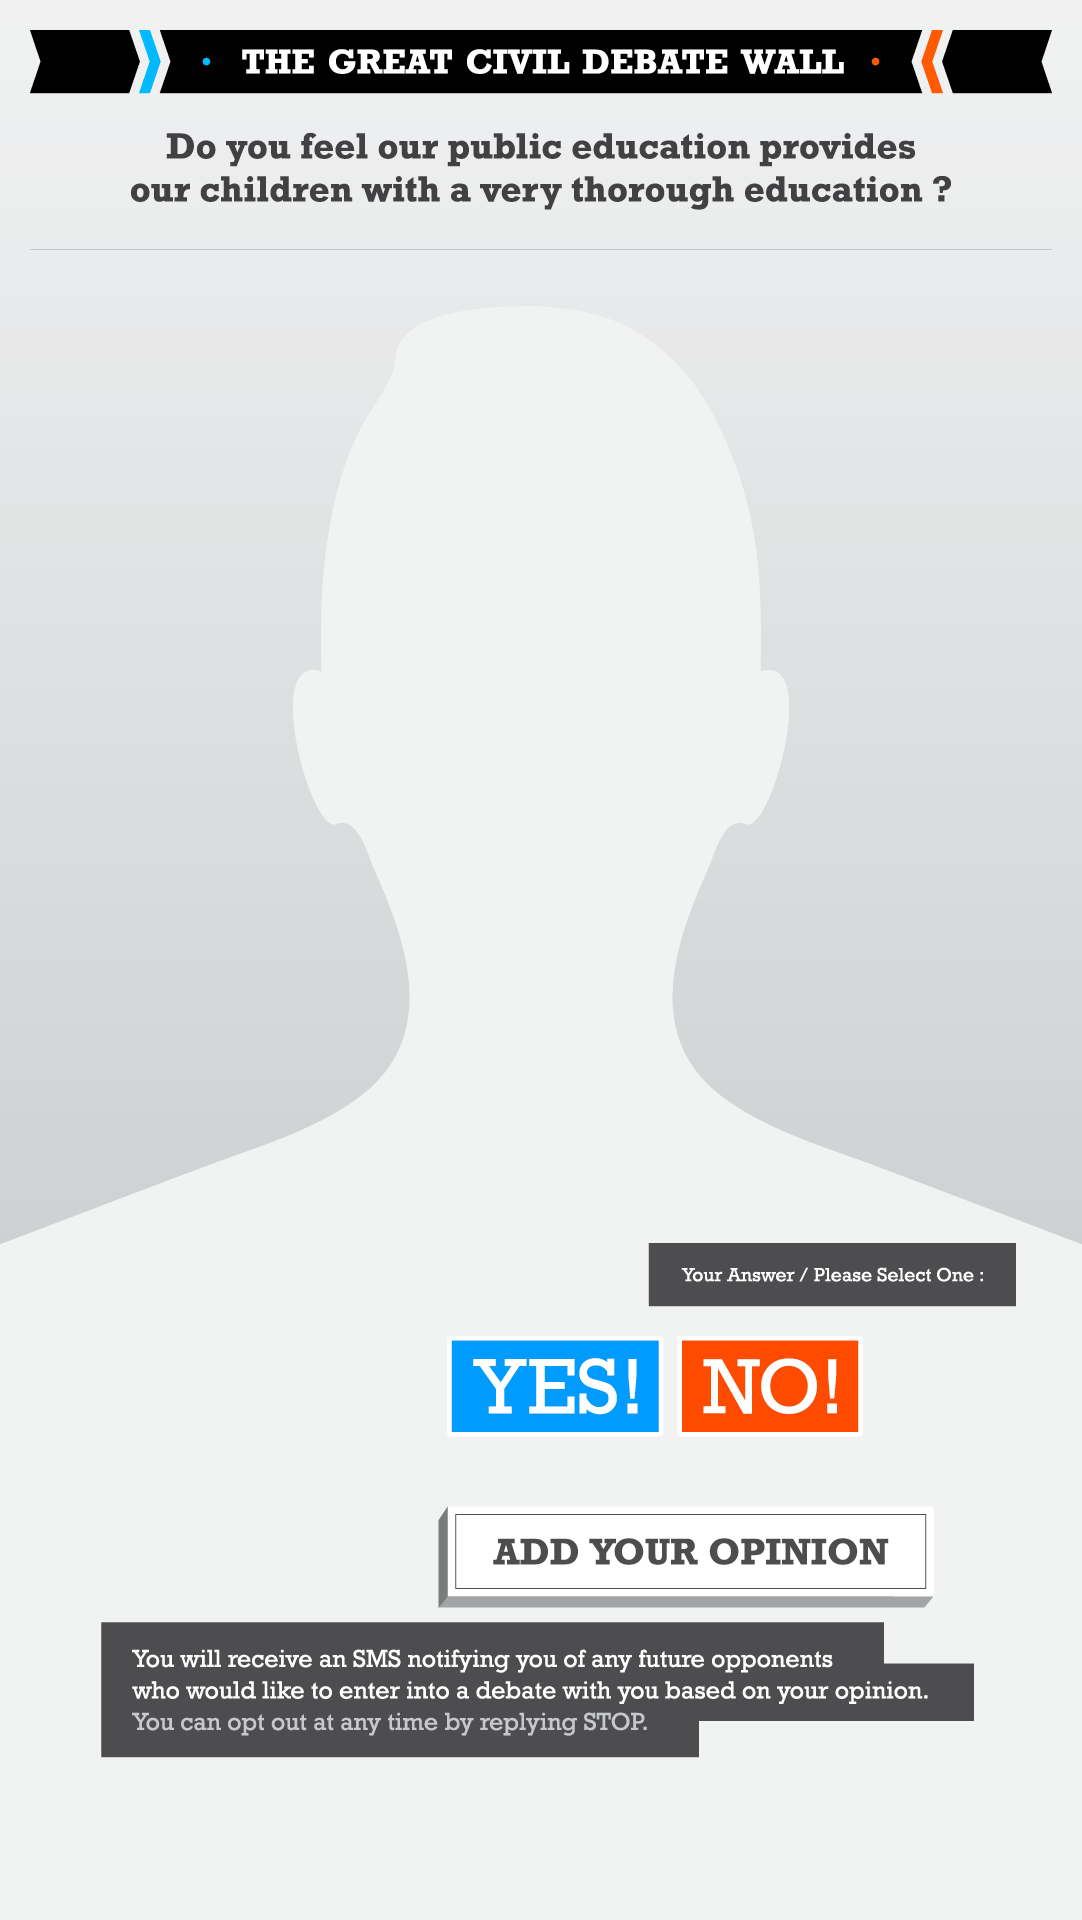 THE GREAT CIVIL DEBATE WALL
Do you feel our public education provides
our children with a very thorough education ?
Your Answer / Please Select One :
YES! NO!
ADD YOUR OPINION
You will receive an SMS notifying you of any future opponents
who would like to enter into a debate with you based on your opinion.
You can opt out at any time by replying STOP.